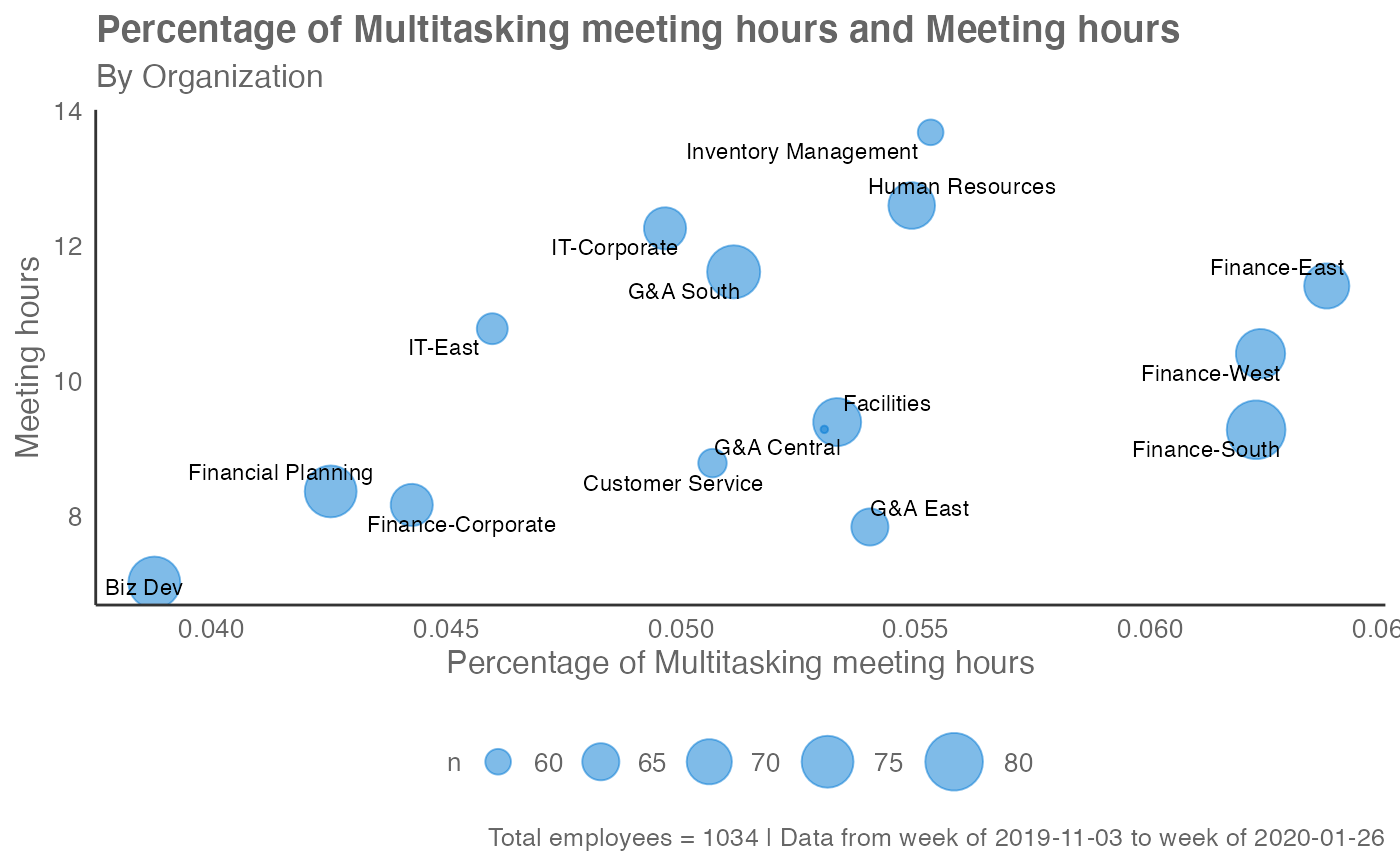 Percentage of Multitasking meeting hours and Meeting hours
By Organization
14
12
10
8
Meeting hours
Inventory Management
Human Resources
IT-Corporate
Finance-East
G&A South
IT-East
Finance-West
Facilities
G&A Central
Finance-South
Financial Planning
Customer Service
G&A East
Finance-Corporate
Biz Dev
0.040 0.045 0.050 0.055 0.060 0.06
Percentage of Multitasking meeting hours
n 60 65 70 75 80
Total employees = 1034 | Data from week of 2019-11-03 to week of 2020-01-26